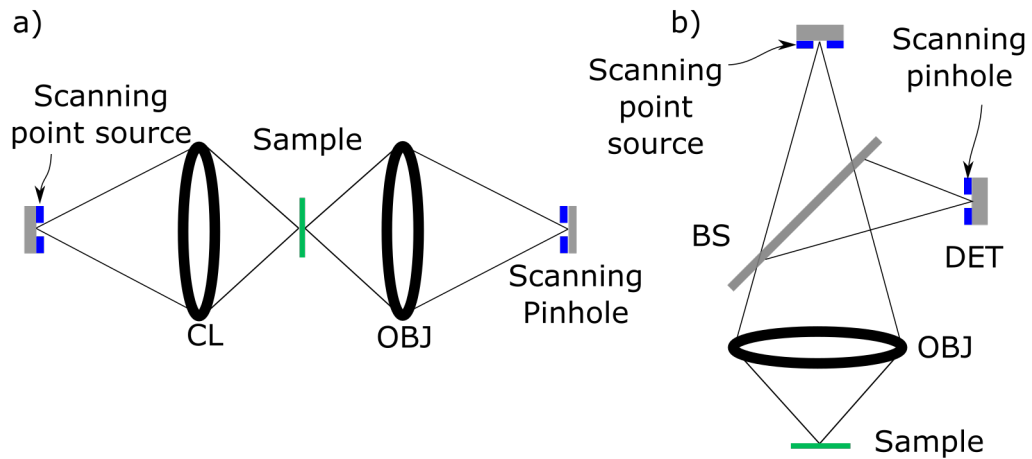 a)
Scanning
point source
Sample
CL
OBJ
Scanning
Pinhole
b)
Scanning
point
source
Scanning
pinhole
BS
DET
OBJ
Sample